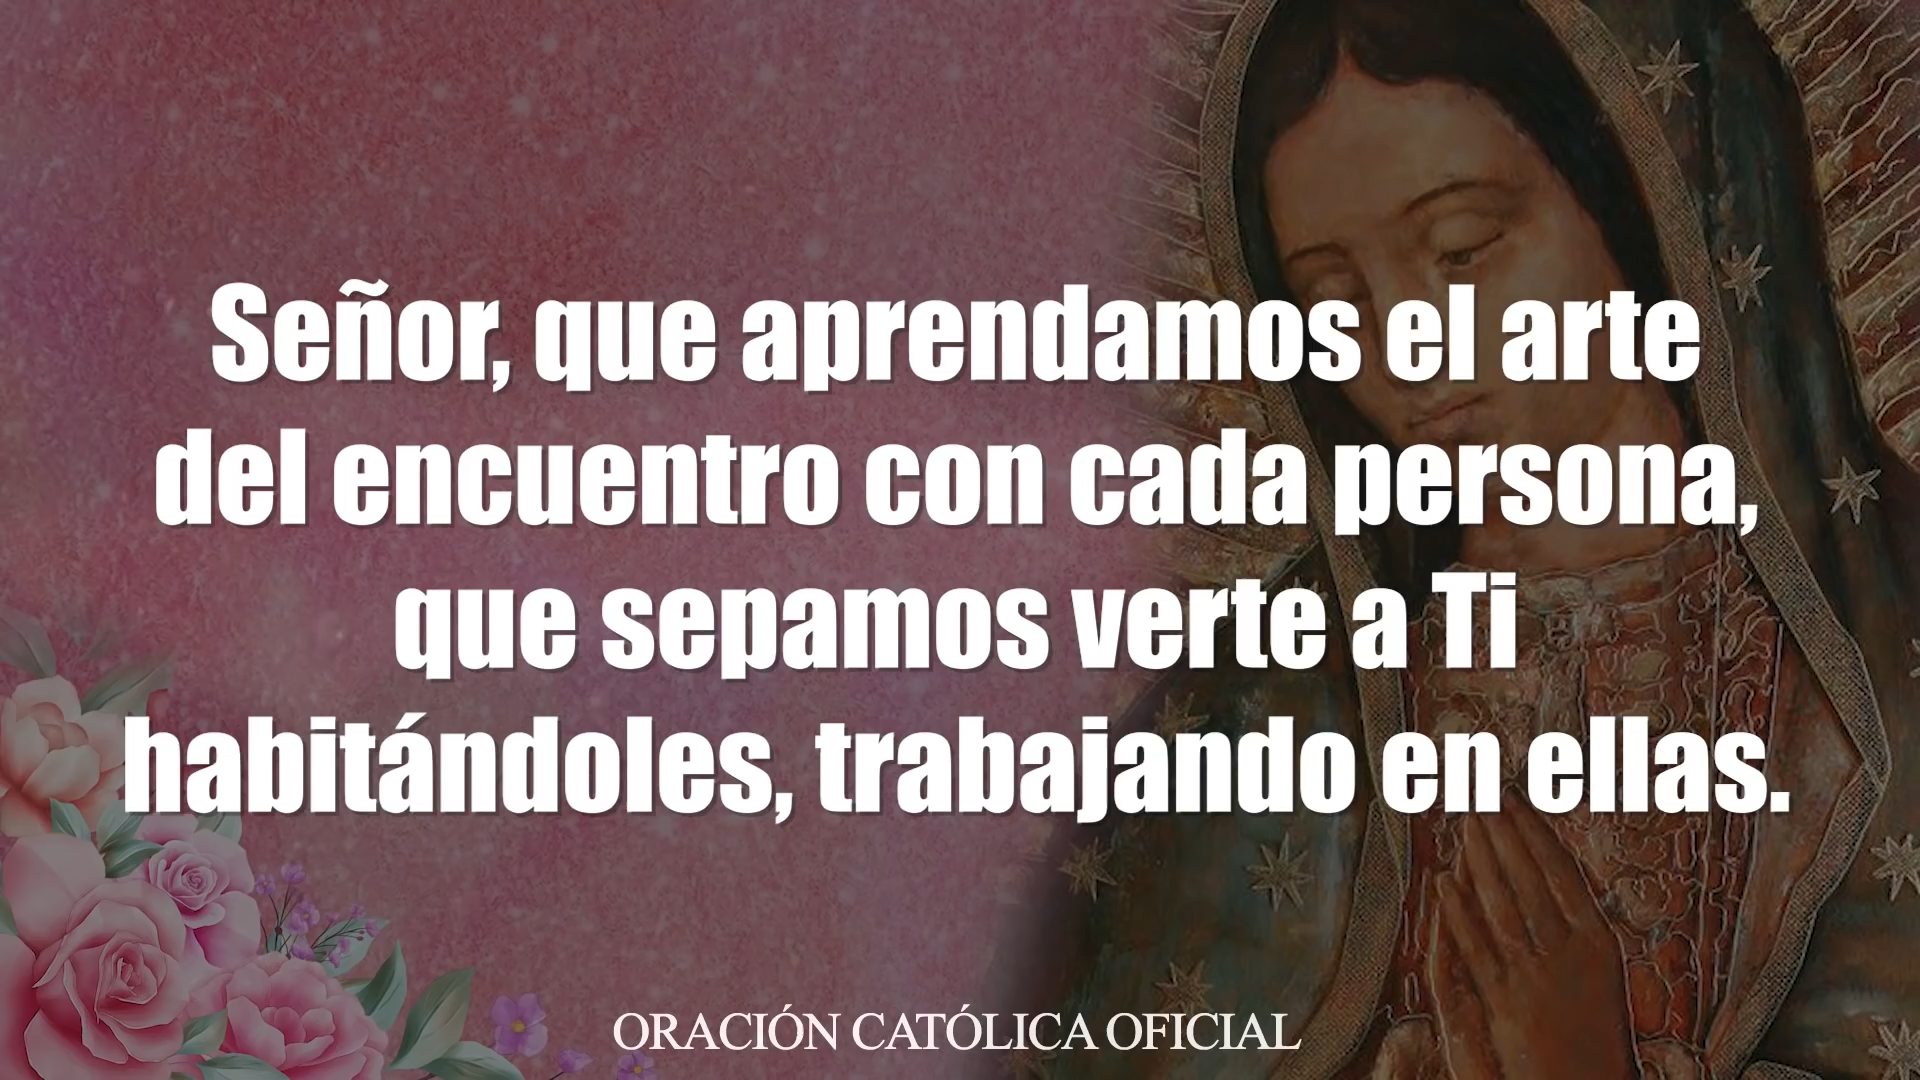 Señor, que aprendamos el arte
del encuentro con cada persona,
que sepamos verte a Ti
habitándoles, trabajando en ellas.
ORACIÓN CATÓLICA OFICIAL